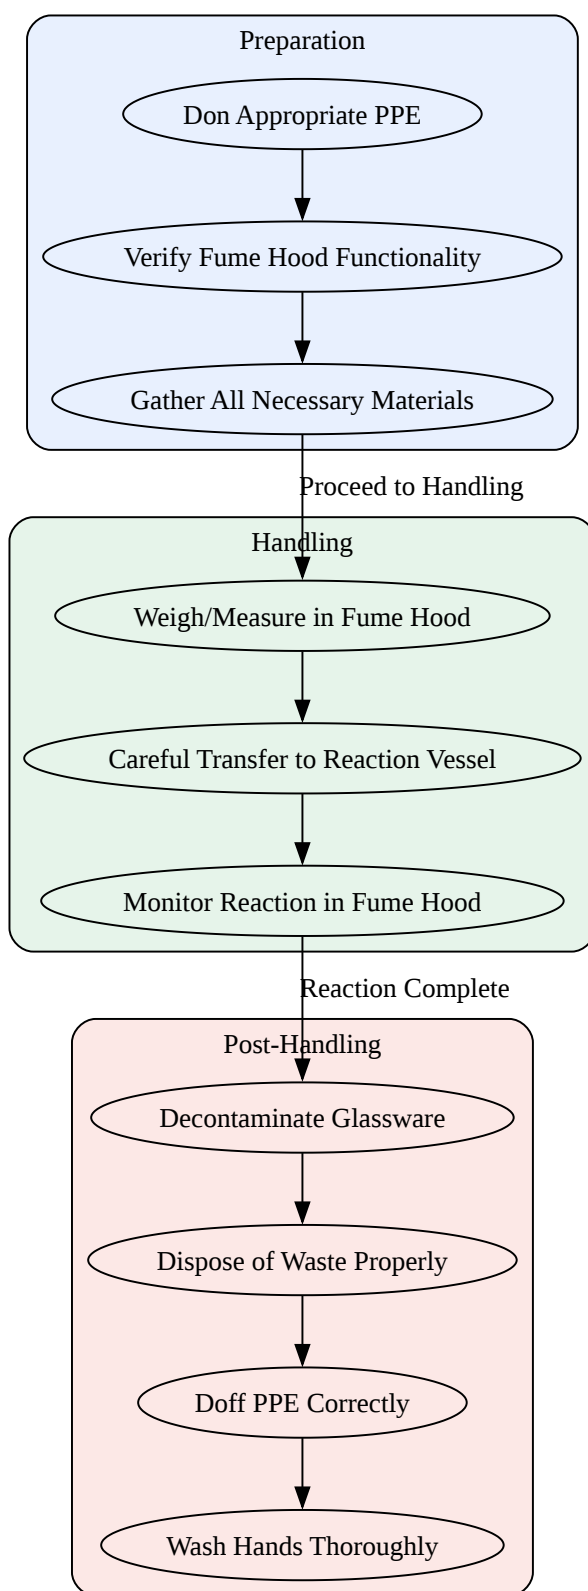 Preparation
Don Appropriate PPE
Verify Fume Hood Functionality
Gather All Necessary Materials
Proceed to Handling
Handling
Weigh/Measure in Fume Hood
Careful Transfer to Reaction Vessel
Monitor Reaction in Fume Hood
Reaction Complete
Post-Handling
Decontaminate Glassware
Dispose of Waste Properly
Doff PPE Correctly
Wash Hands Thoroughly